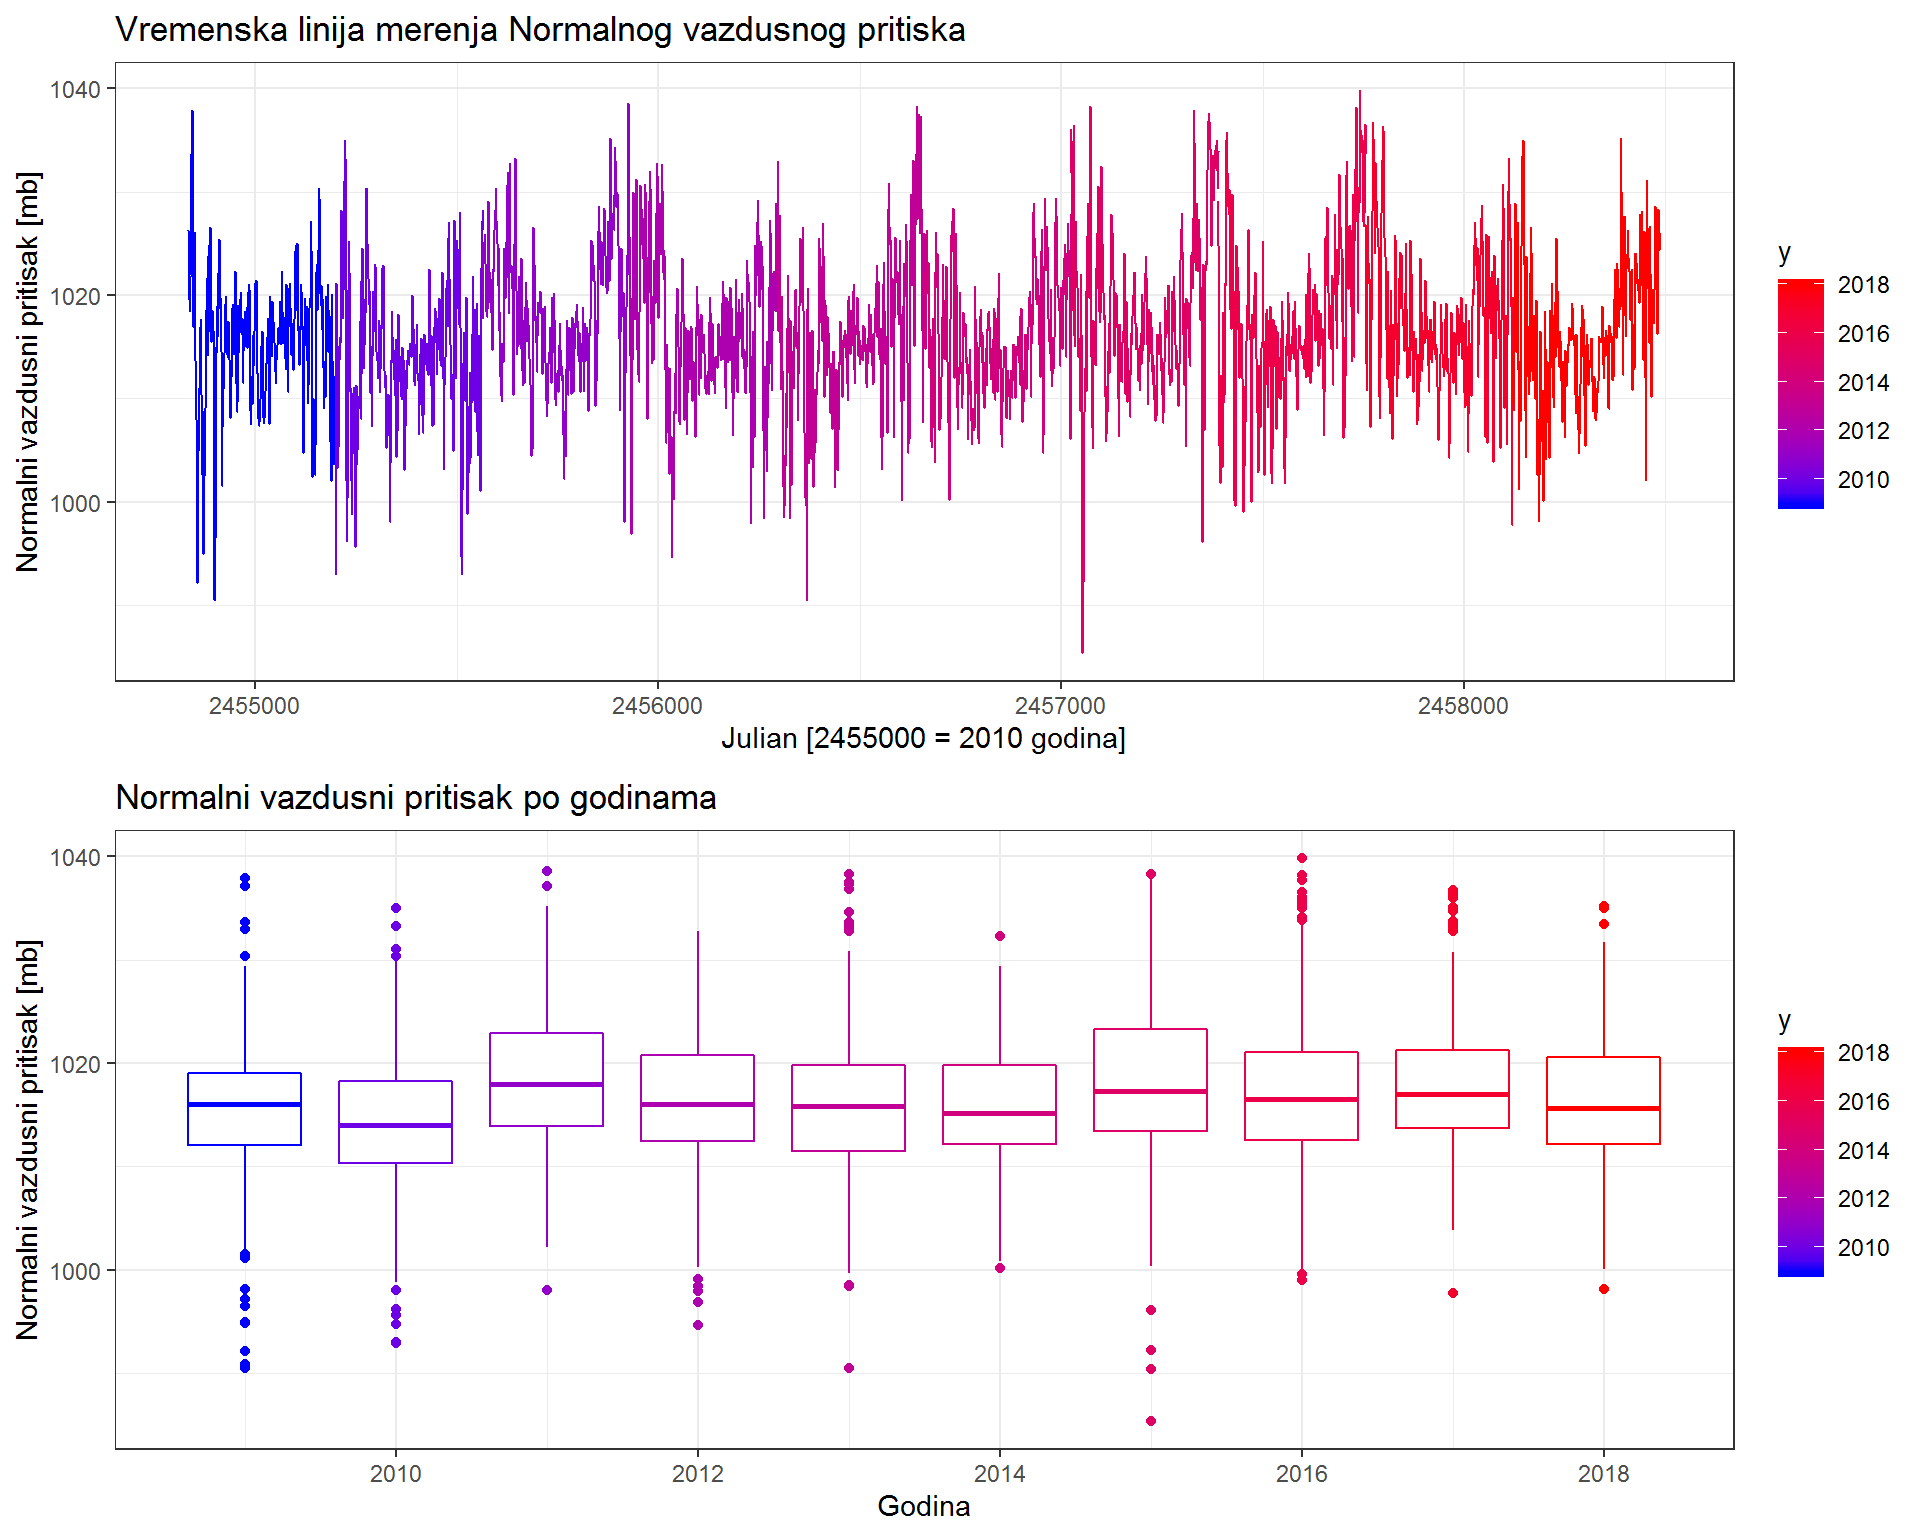 Vremenska linija merenja Normalnog vazdusnog pritiska
Normalni vazdusni pritisak [mb]
1040
1020
1000
2455000 2456000 2457000 2458000
Julian [2455000 = 2010 godina]
y
2018
2016
2014
2012
2010
Normalni vazdusni pritisak po godinama
Normalni vazdusni pritisak [mb]
1040
1020
1000
2010 2012 2014 2016 2018
Godina
y
2018
2016
2014
2012
2010